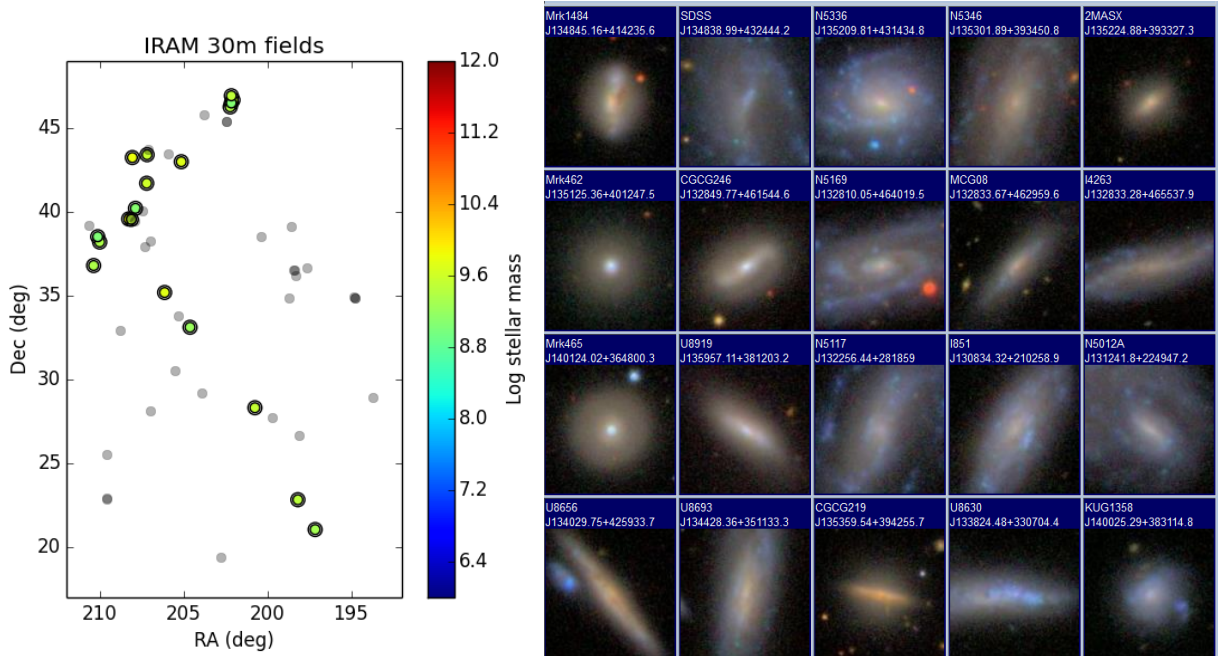 IRAM 30m fields
45
40
35
30
25
20
Dec (deg)
210
205
200
195
RA (deg)
12.0
11.2
10.4
9.6
8.8
8.0
7.2
6.4
Log stellar mass
Mrk1484
J134845.16+414235.6
SDSS
J134838.99+432444.2
N5336
J135209.81+431434.8
N5346
J135301.89+393450.8
2MASX
J135224.88+393327.3
Mrk462
J135125.36+401247.5
CGCG246
J132849.77+461544.6
N5169
J132810.05+464019.5
MCG08
J132833.67+462959.6
I4263
J132833.28+465537.9
Mrk465
J140124.02+364800.3
U8919
J135957.11+381203.2
N5117
J132256.44+281859
I851
J130834.32+210258.9
N5012A
J131241.8+224947.2
U8656
J134029.75+425933.7
U8693
J134428.36+351133.3
CGCG219
J135359.54+394255.7
U8630
J133824.48+330704.4
KUG1358
J140025.29+383114.8